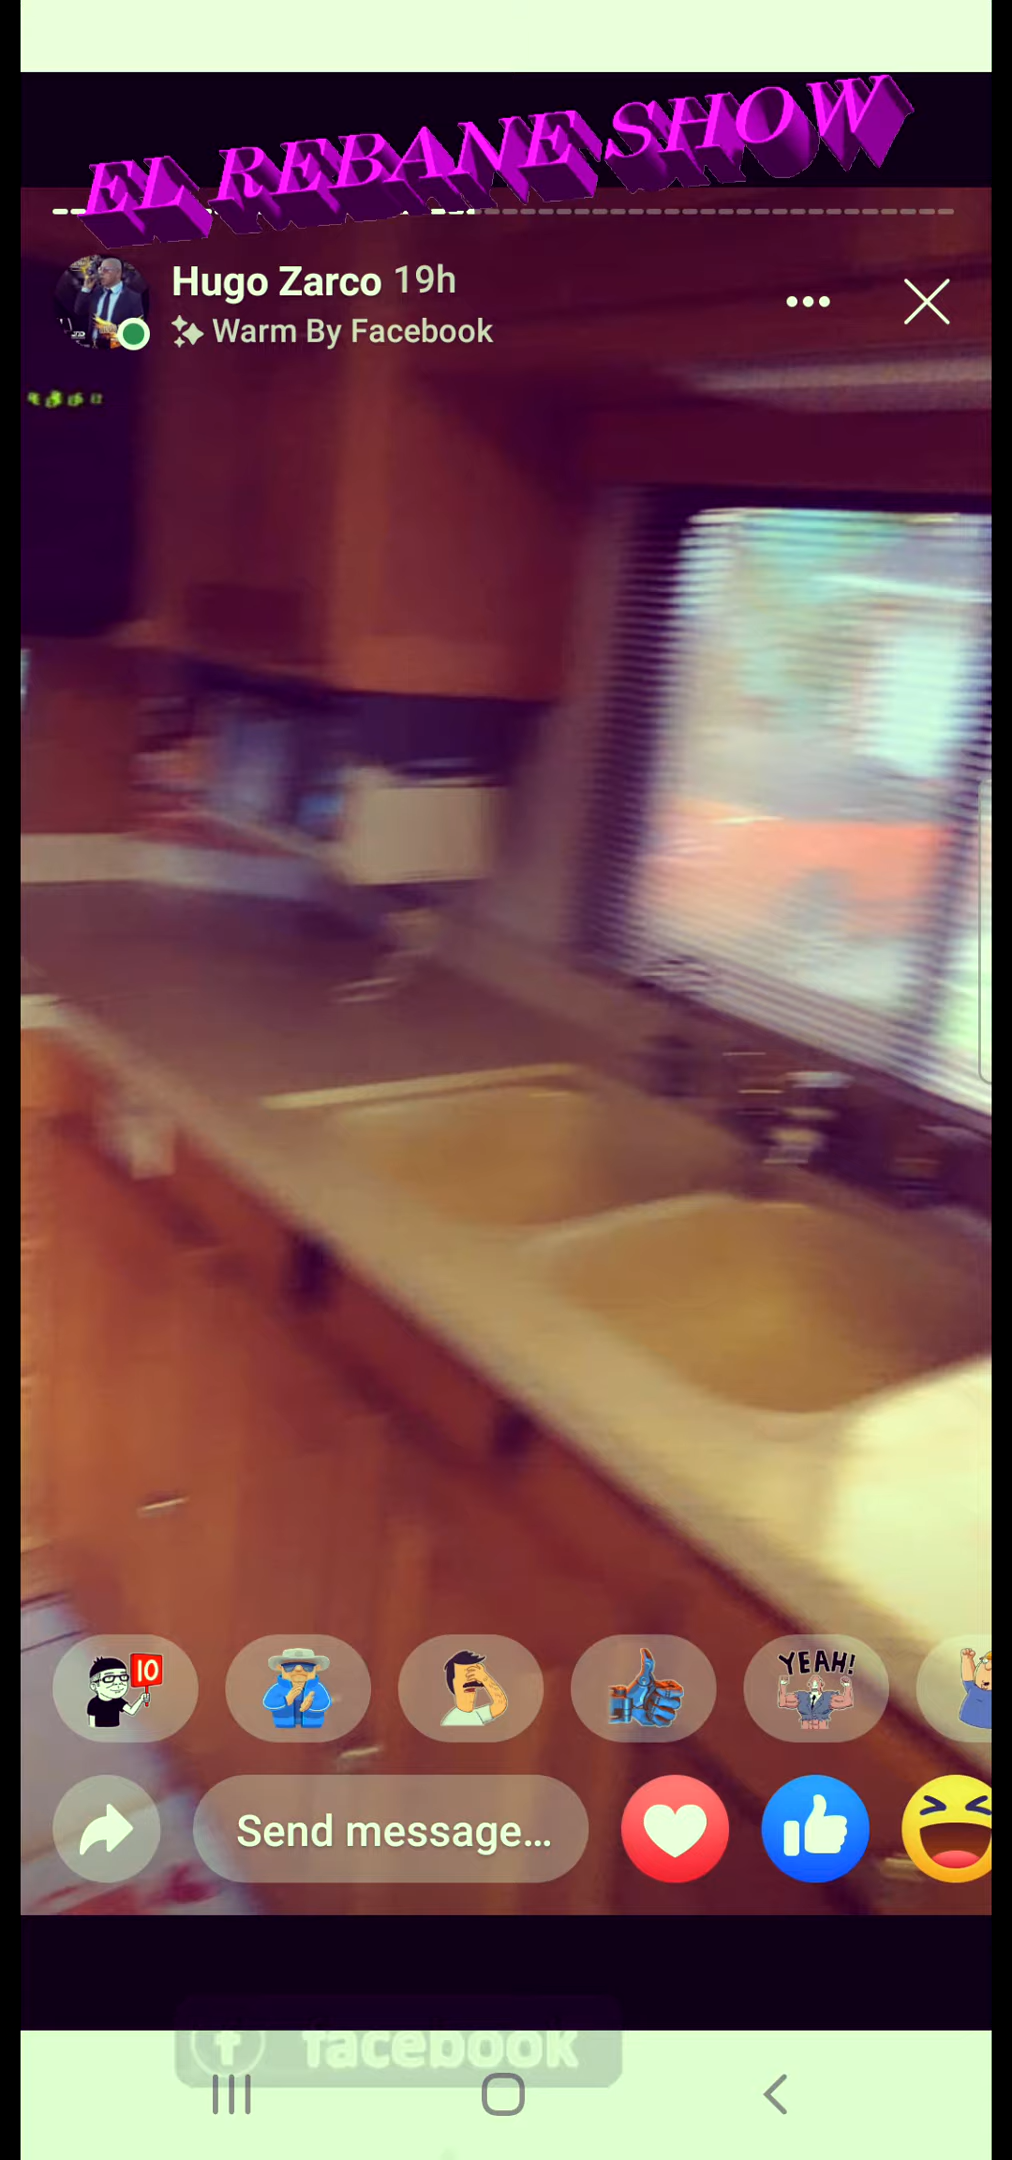 EL REBANE SHOW
Hugo Zarco 19h
Warm By Facebook
10
YEAH!
Send message...
facebook